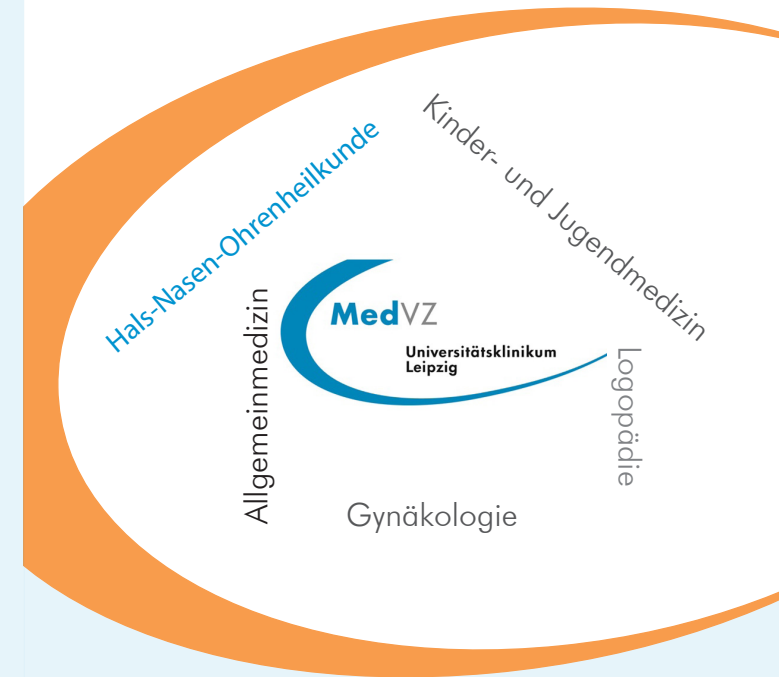 Hals-Nasen-Ohrenheilkunde
Kinder- und Jugendmedizin
MedVZ
Universitätsklinikum
Leipzig
Allgemeinmedizin
Logopädie
Gynäkologie